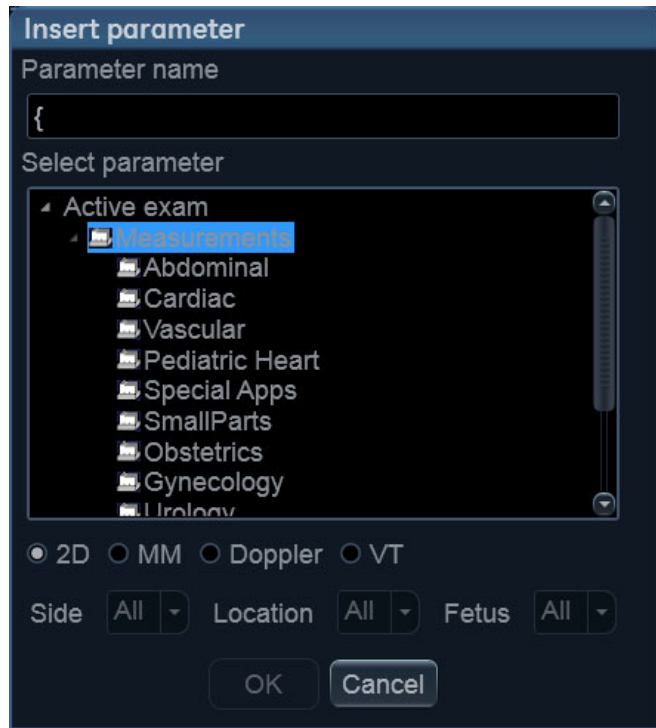 Insert parameter
Parameter name
{
Select parameter
Active exam
Measurements
Abdominal
Cardiac
Vascular
Pediatric Heart
Special Apps
SmallParts
Obstetrics
Gynecology
Urology
2D MM Doppler VT
Side All Location All Fetus All
OK Cancel